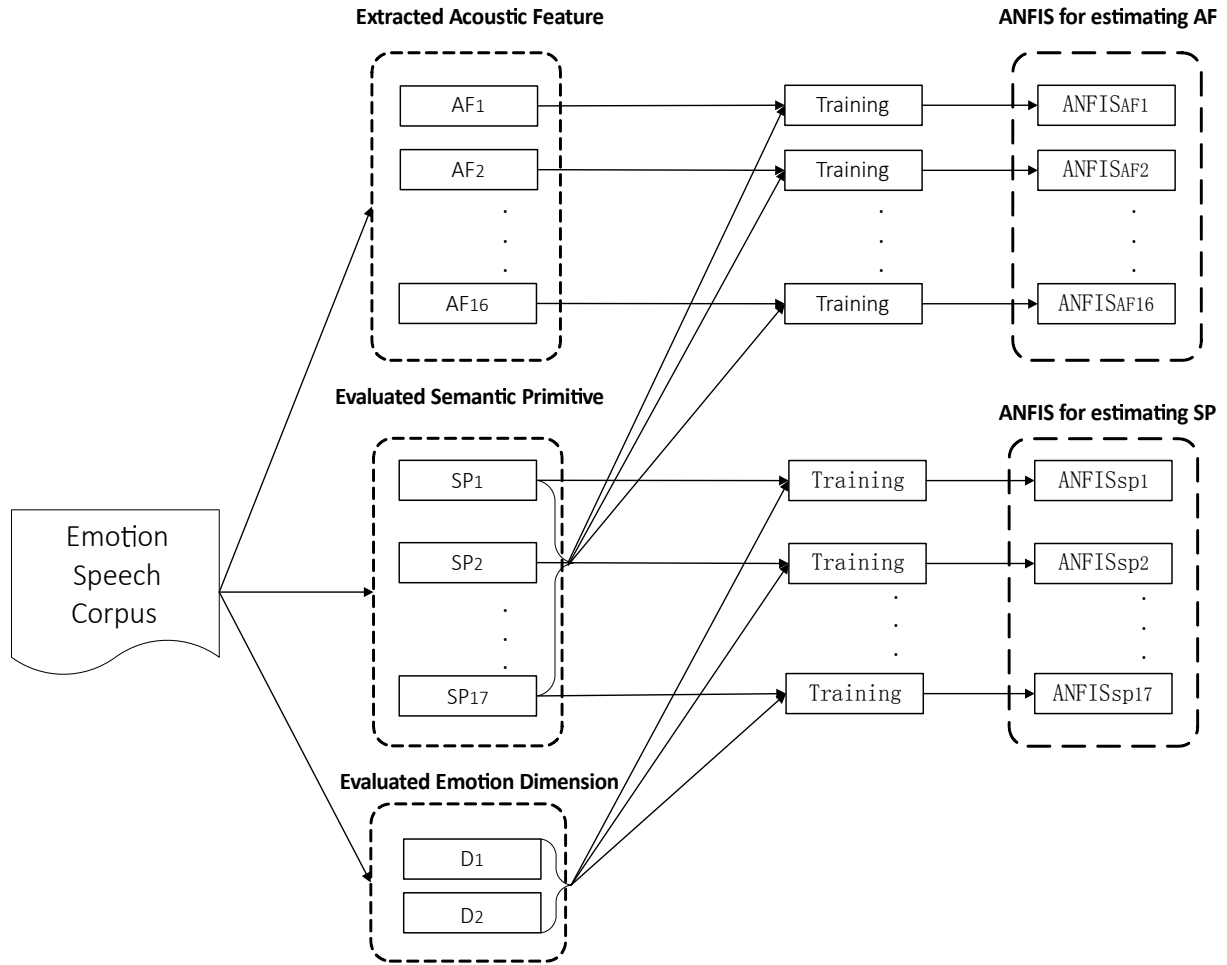 Extracted Acoustic Feature
ANFIS for estimating AF
AF1
Training
ANFISAF1
AF2
Training
ANFISAF2
AF16
Training
ANFISAF16
Evaluated Semantic Primitive
ANFIS for estimating SP
SP1
Training
ANFISsp1
Emotion
Speech
Corpus
SP2
Training
ANFISsp2
SP17
Training
ANFISsp17
Evaluated Emotion Dimension
D1
D2